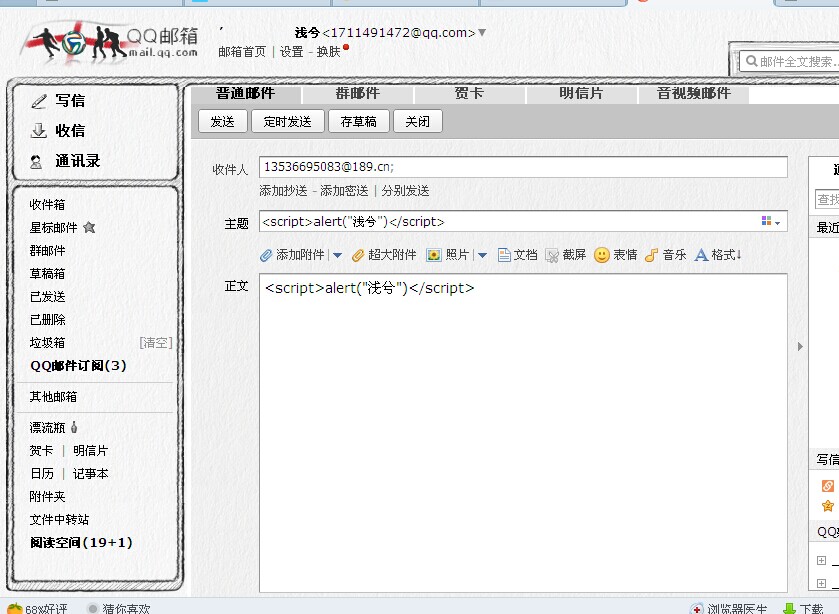 QQ邮箱
mail.qq.com
浅兮<1711491472@qq.com>
邮箱首页 | 设置 - 换肤
邮件全文搜索...
写信
收信
通讯录
收件箱
星标邮件
群邮件
草稿箱
已发送
已删除
垃圾箱 [清空]
QQ邮件订阅(3)
其他邮箱
漂流瓶
贺卡 | 明信片
日历 | 记事本
附件夹
文件中转站
阅读空间(19+1)
普通邮件 群邮件 贺卡 明信片 音视频邮件
发送 定时发送 存草稿 关闭
收件人 13536695083@189.cn;
添加抄送 - 添加密送 | 分别发送
主题 <script>alert("浅兮")</script>
添加附件 | 超大附件 照片 | 文档 截屏 表情 音乐 格式↓
正文 <script>alert("浅兮")</script>
查找
最近
写信
QQ
68%好评 猜你喜欢 浏览器医生 下载